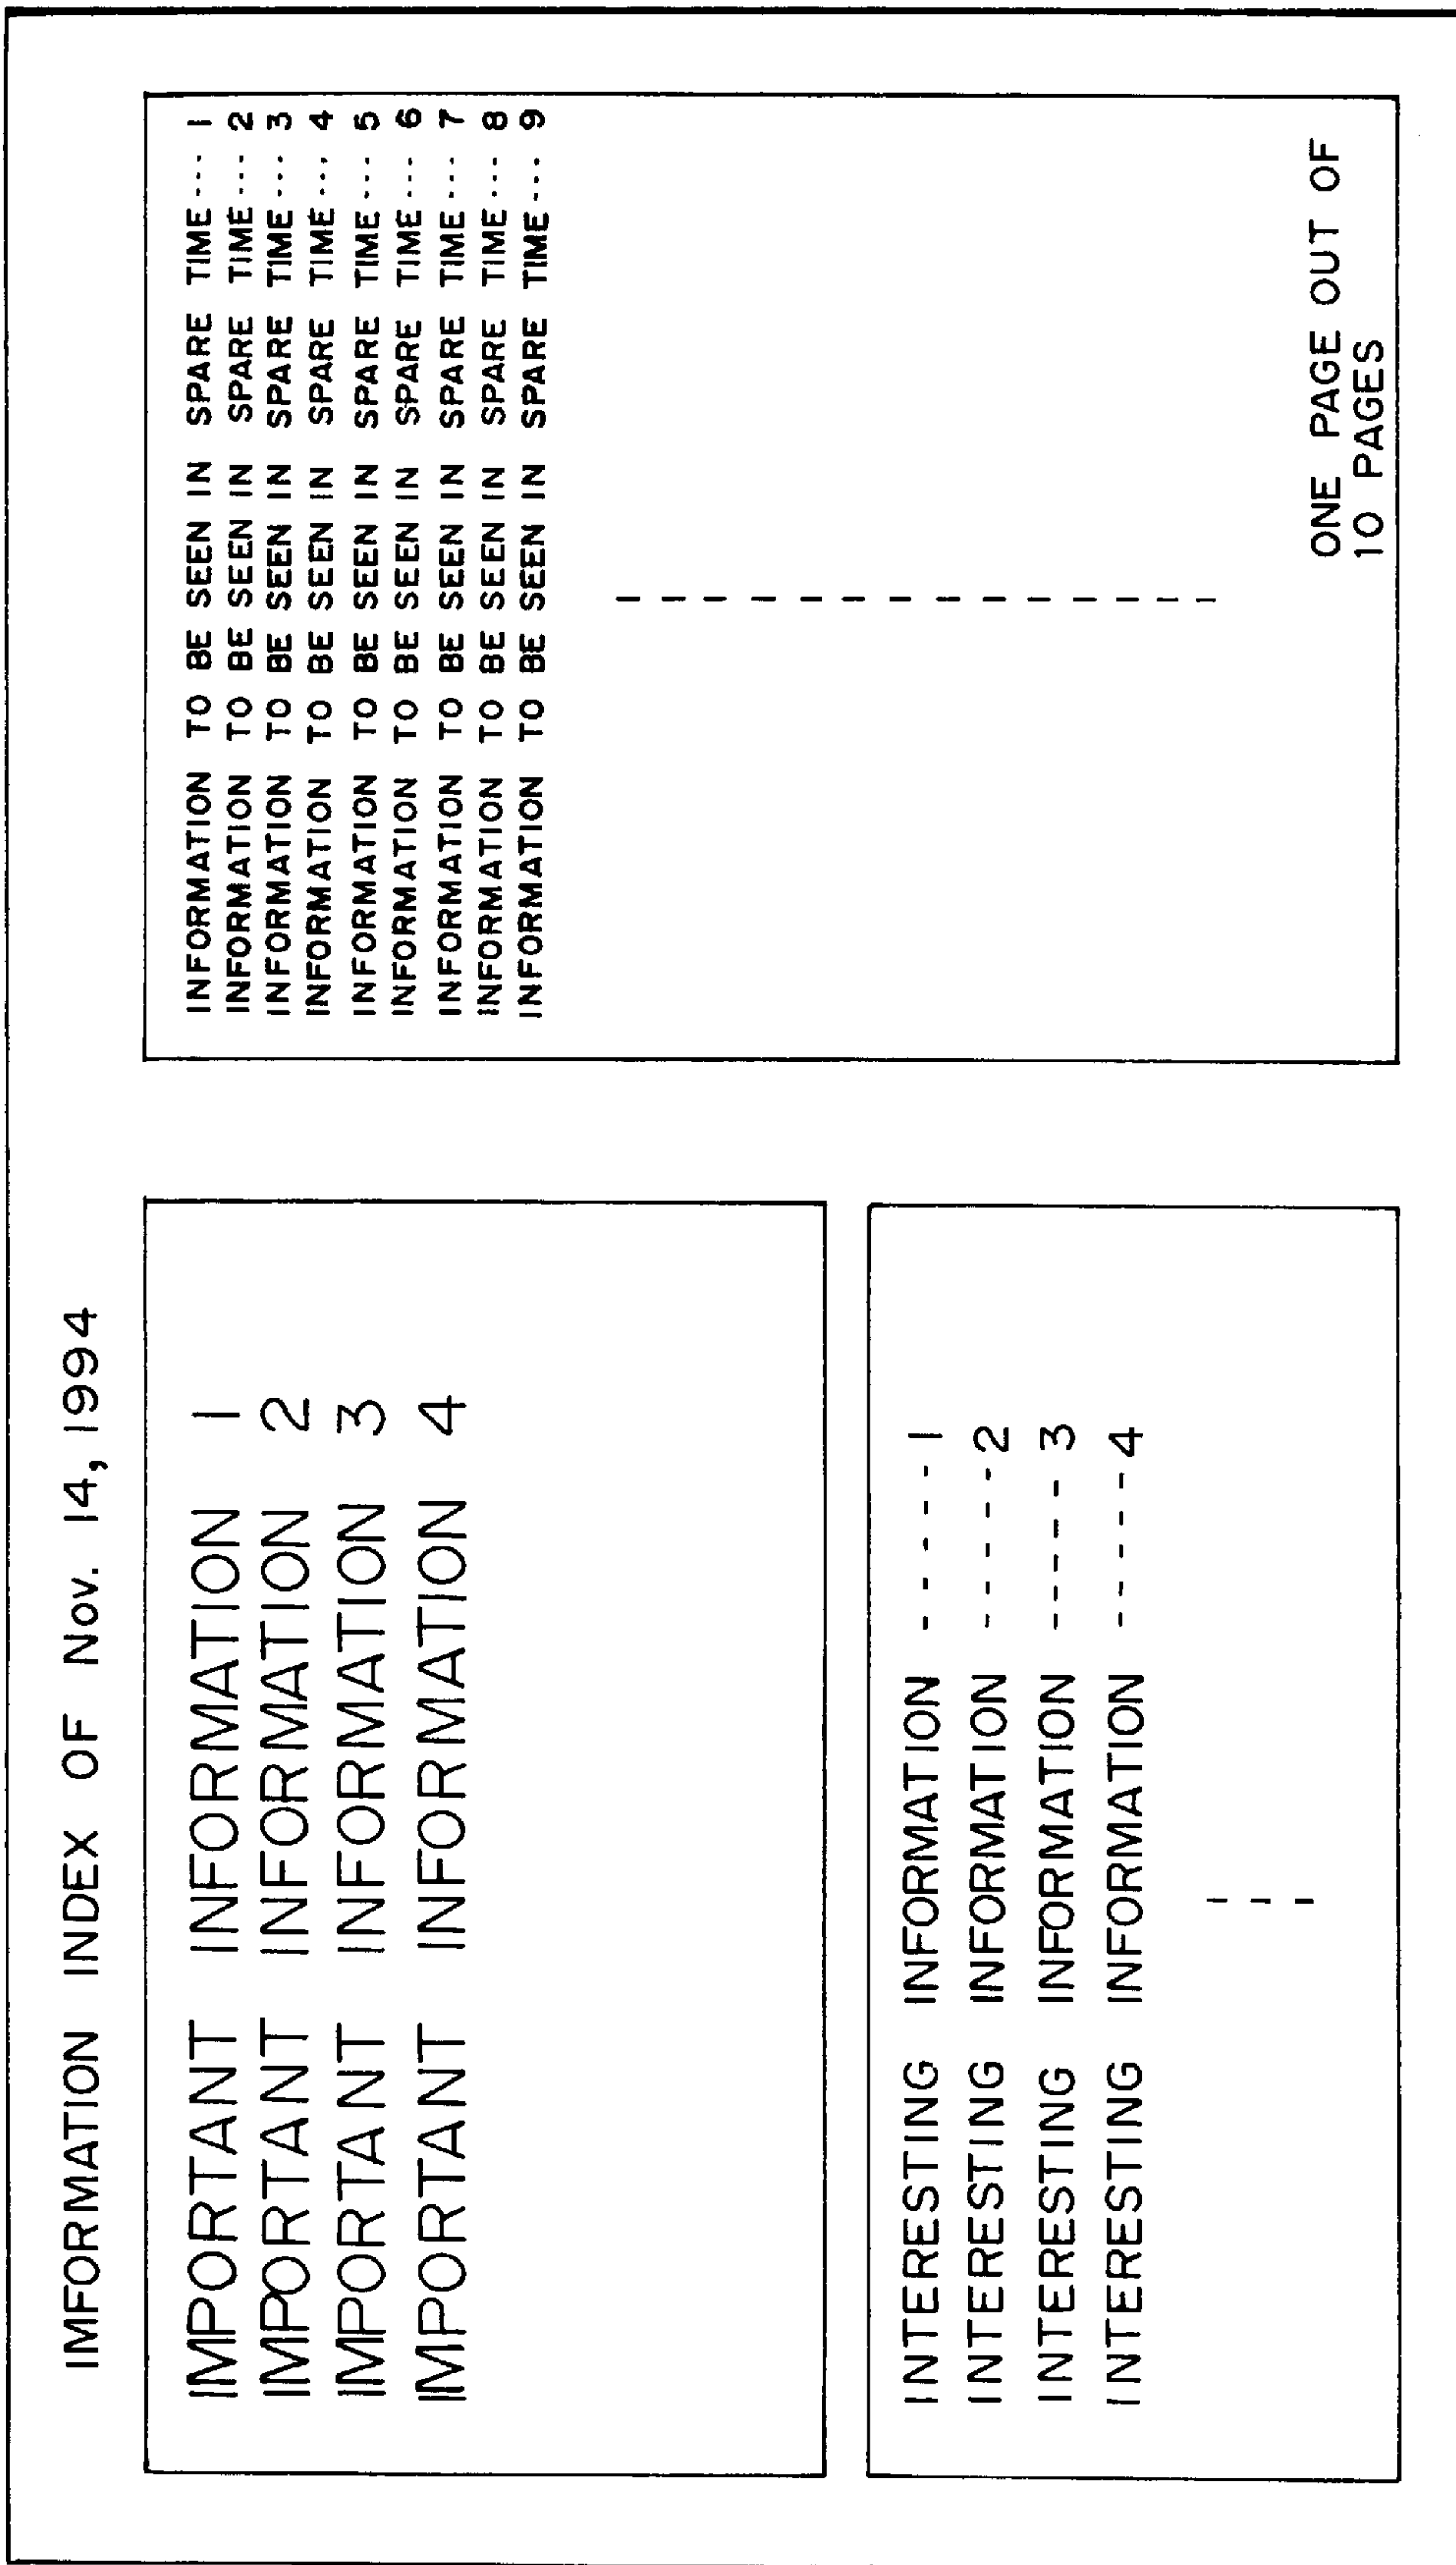 IMFORMATION INDEX OF Nov. 14, 1994
IMPORTANT INFORMATION 1
IMPORTANT INFORMATION 2
IMPORTANT INFORMATION 3
IMPORTANT INFORMATION 4
INTERESTING INFORMATION - - - - - 1
INTERESTING INFORMATION - - - - - 2
INTERESTING INFORMATION - - - - - 3
INTERESTING INFORMATION - - - - - 4
INFORMATION TO BE SEEN IN SPARE TIME --- 1
INFORMATION TO BE SEEN IN SPARE TIME --- 2
INFORMATION TO BE SEEN IN SPARE TIME --- 3
INFORMATION TO BE SEEN IN SPARE TIME --- 4
INFORMATION TO BE SEEN IN SPARE TIME --- 5
INFORMATION TO BE SEEN IN SPARE TIME --- 6
INFORMATION TO BE SEEN IN SPARE TIME --- 7
INFORMATION TO BE SEEN IN SPARE TIME --- 8
INFORMATION TO BE SEEN IN SPARE TIME --- 9
ONE PAGE OUT OF
10 PAGES